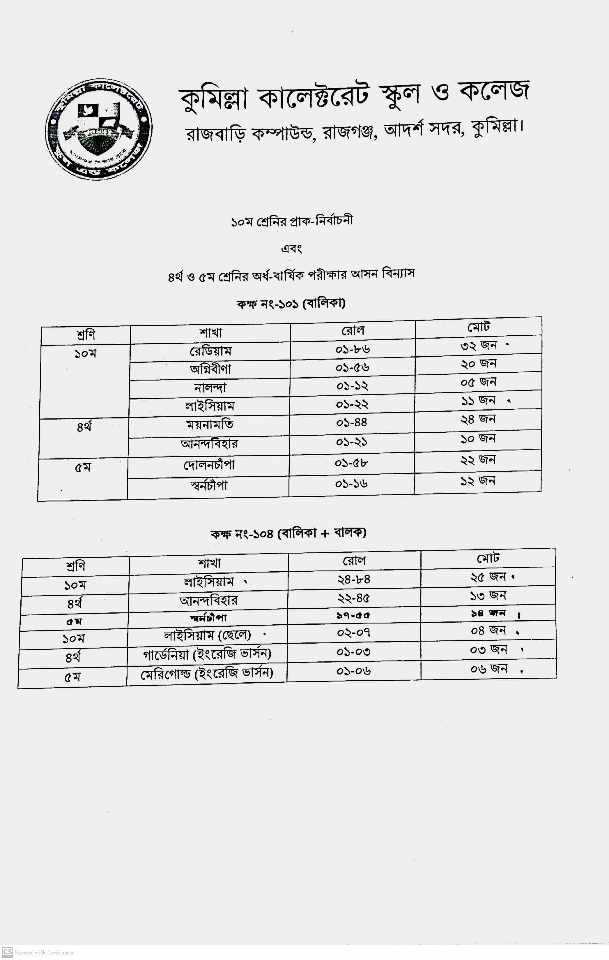 কুমিল্লা কালেক্টরেট স্কুল ও কলেজ
রাজবাড়ি কম্পাউন্ড, রাজগঞ্জ, আদর্শ সদর, কুমিল্লা।
১০ম শ্রেনির প্রাক-নির্বাচনী
এবং
৪র্থ ও ৫ম শ্রেনির অর্ধ-বার্ষিক পরীক্ষার আসন বিন্যাস
কক্ষ নং-১০১ (বালিকা)
শ্রণি শাখা রোল মোট
১০ম রেডিয়াম ০১-৮৬ ৩২ জন
অগ্নিবীণা ০১-৫৬ ২০ জন
নালন্দা ০১-১২ ০৫ জন
লাইসিয়াম ০১-২২ ১১ জন
৪র্থ ময়নামতি ০১-৪৪ ২৪ জন
আনন্দবিহার ০১-২১ ১০ জন
৫ম দোলনচাঁপা ০১-৫৮ ২২ জন
স্বর্নচাঁপা ০১-১৬ ১২ জন
কক্ষ নং-১০৪ (বালিকা + বালক)
শ্রণি শাখা রোল মোট
১০ম লাইসিয়াম ২৪-৮৪ ২৫ জন
৪র্থ আনন্দবিহার ২২-৪৫ ১৩ জন
৫ম স্বর্নচাঁপা ১৭-৫৫ ১৪ জন
১০ম লাইসিয়াম (ছেলে) ০২-০৭ ০৪ জন
৪র্থ গার্ডেনিয়া (ইংরেজি ভার্সন) ০১-০৩ ০৩ জন
৫ম মেরিগোল্ড (ইংরেজি ভার্সন) ০১-০৬ ০৬ জন
CS